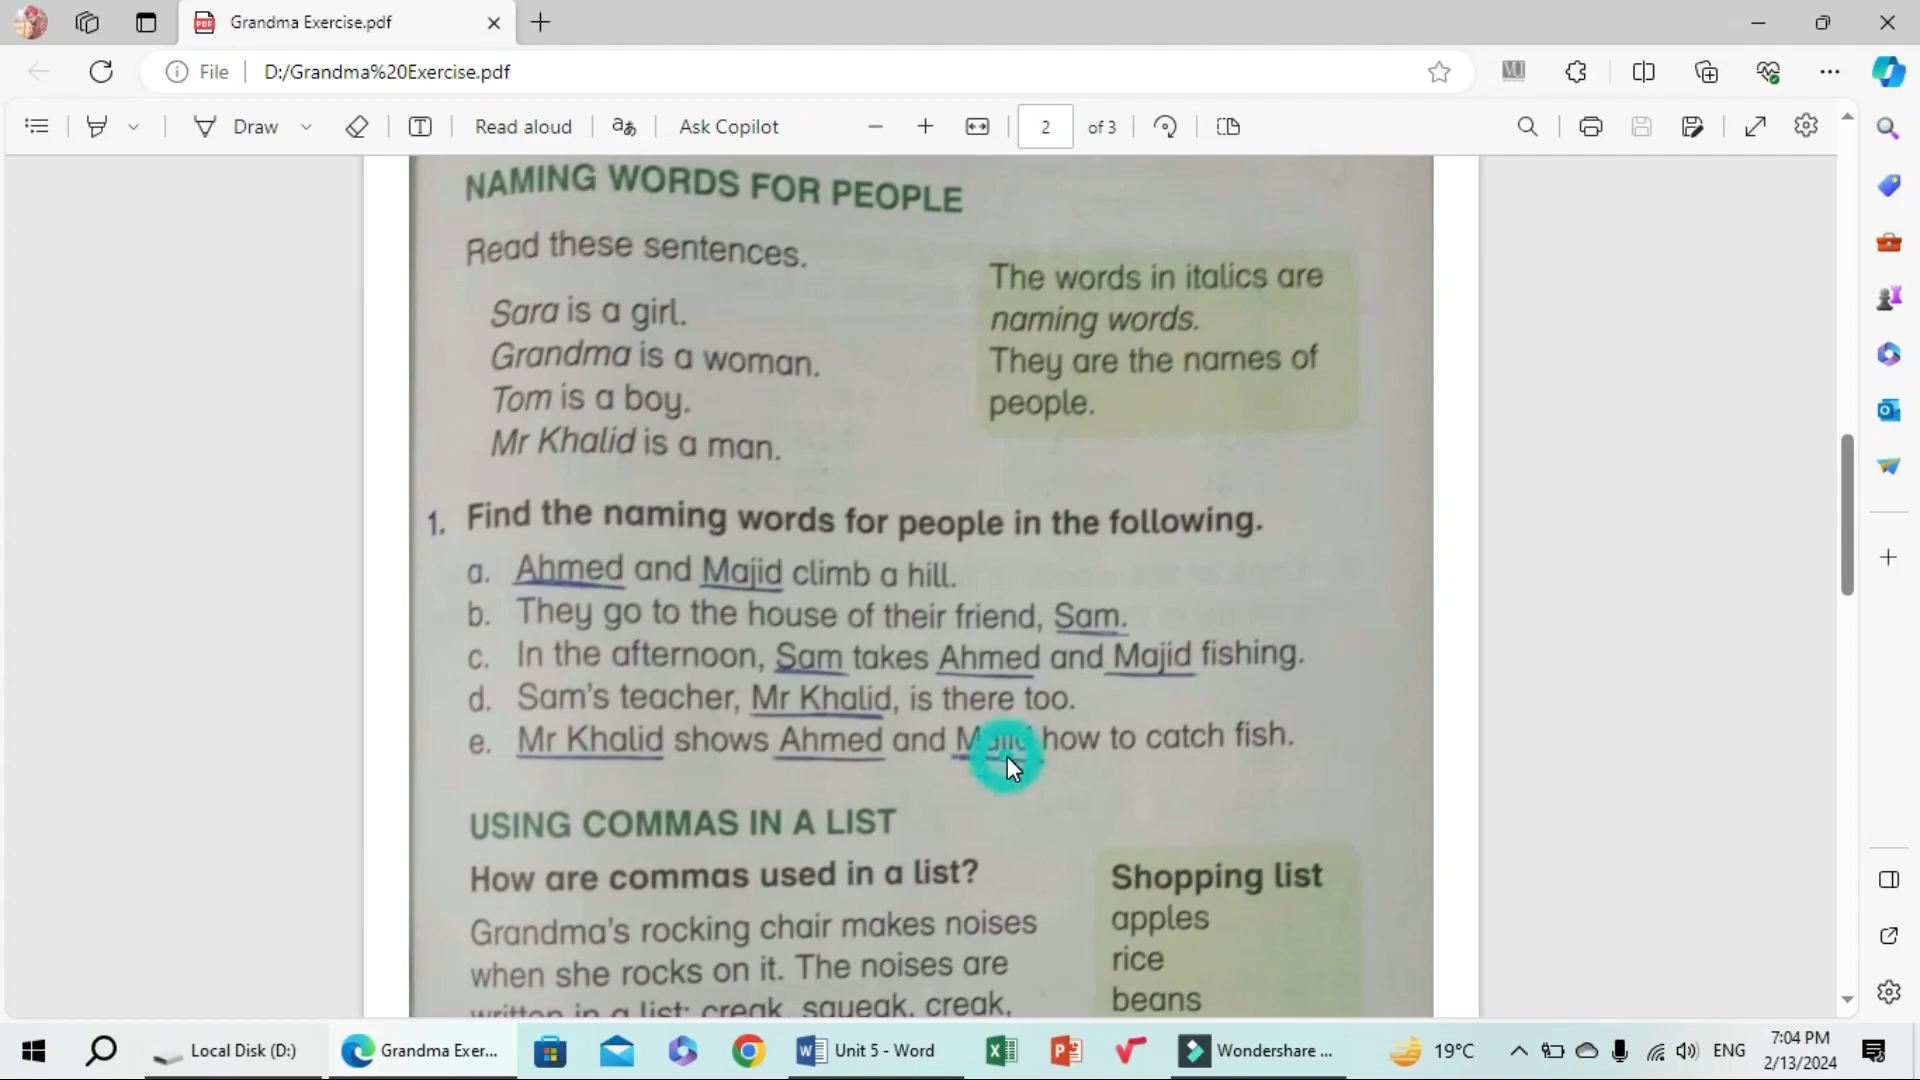 Grandma Exercise.pdf
File
D:/Grandma%20Exercise.pdf
Draw
Read aloud
Ask Copilot
2
of 3
NAMING WORDS FOR PEOPLE
Read these sentences.
Sara is a girl.
Grandma is a woman.
Tom is a boy.
Mr Khalid is a man.
The words in italics are
naming words.
They are the names of
people.
1. Find the naming words for people in the following.
a. Ahmed and Majid climb a hill.
b. They go to the house of their friend, Sam.
c. In the afternoon, Sam takes Ahmed and Majid fishing.
d. Sam's teacher, Mr Khalid, is there too.
e. Mr Khalid shows Ahmed and Majid how to catch fish.
USING COMMAS IN A LIST
How are commas used in a list?
Grandma's rocking chair makes noises
when she rocks on it. The noises are
written in a list: creak, squeak, creak,
Shopping list
apples
rice
beans
Local Disk (D:)
Grandma Exer...
Unit 5 - Word
Wondershare ...
19°C
ENG
7:04 PM
2/13/2024